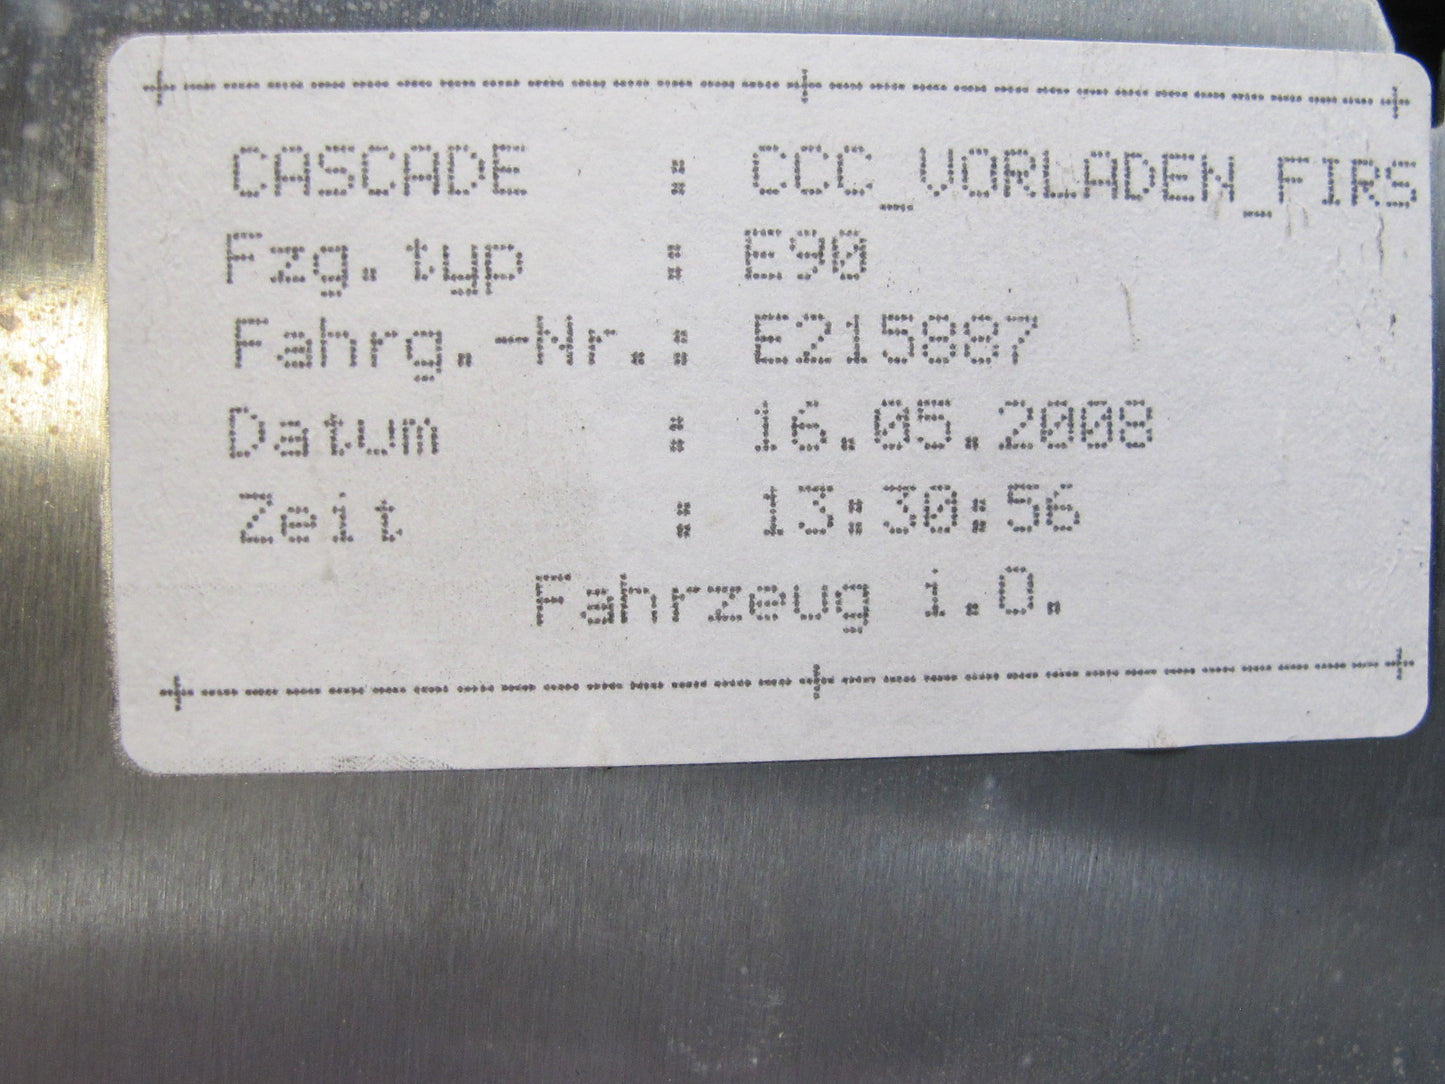 CASCADE : CCC_VORLADEN_FIRS
Fzg.typ : E90
Fahrg.-Nr.: E215887
Datum : 16.05.2008
Zeit : 13:30:56
Fahrzeug i.O.